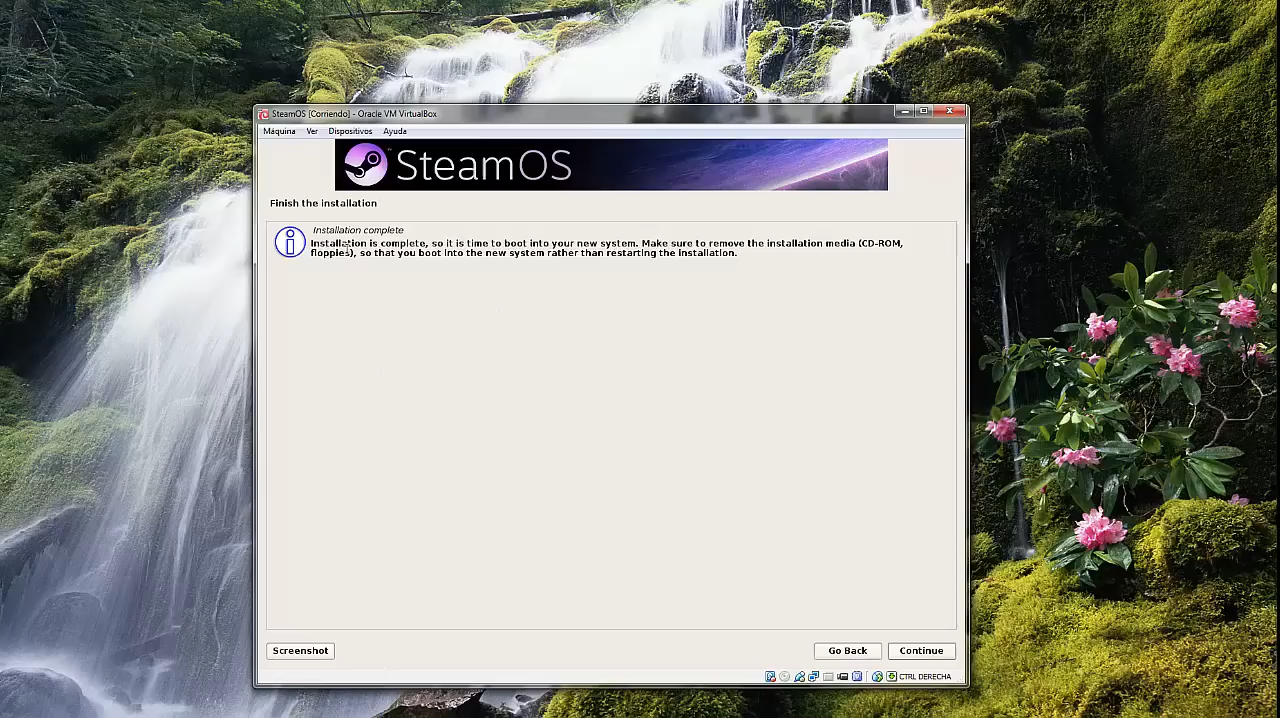 SteamOS [Corriendo] - Oracle VM VirtualBox
Máquina Ver Dispositivos Ayuda
SteamOS
Finish the installation
Installation complete
Installation is complete, so it is time to boot into your new system. Make sure to remove the installation media (CD-ROM,
floppies), so that you boot into the new system rather than restarting the installation.
Screenshot Go Back Continue
CTRL DERECHA